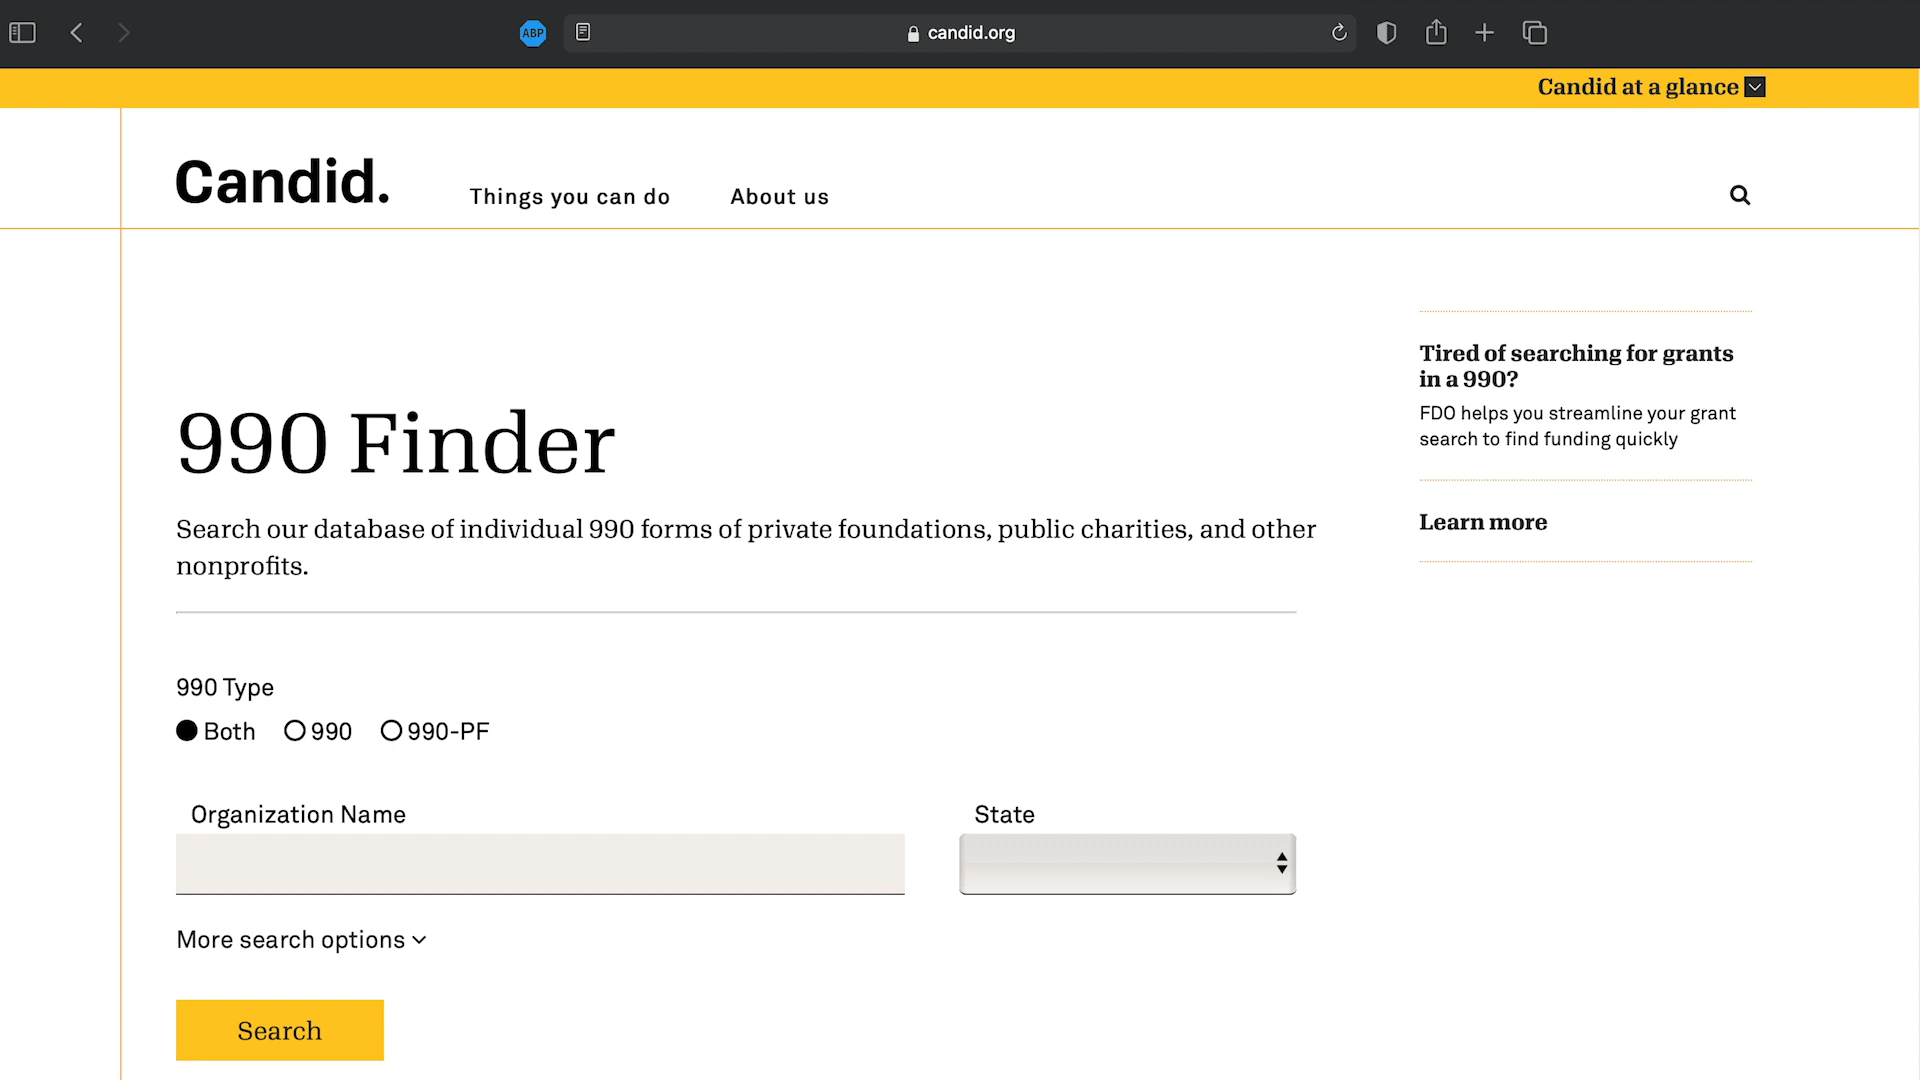 ABP
candid.org
Candid at a glance
Candid.
Things you can do
About us
Tired of searching for grants
in a 990?
FDO helps you streamline your grant
search to find funding quickly
Learn more
990 Finder
Search our database of individual 990 forms of private foundations, public charities, and other
nonprofits.
990 Type
Both 990 990-PF
Organization Name
State
More search options
Search